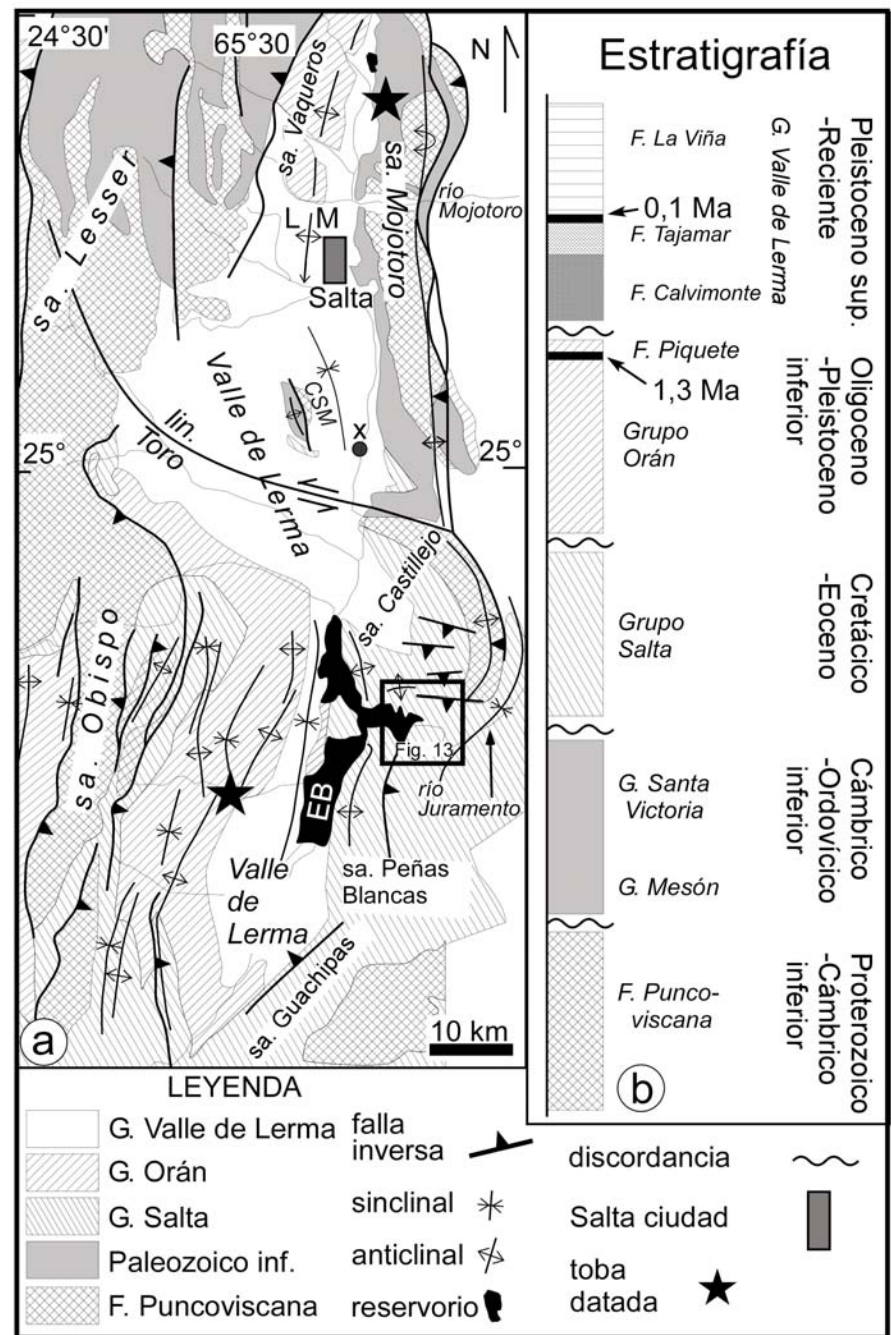 24°30'
65°30
N
sa. Vaqueros
sa. Mojotoro
río
Mojotoro
sa. Lesser
L M
Salta
Valle de Lerma
CSM
x
lin.
Toro
25°
25°
sa. Castillejo
sa. Obispo
Fig. 13
EB
río
Juramento
Valle
de
Lerma
sa. Peñas
Blancas
sa. Guachipas
a
10 km
Estratigrafía
F. La Viña
0,1 Ma
F. Tajamar
F. Calvimonte
G. Valle de Lerma
Pleistoceno sup.
-Reciente
F. Piquete
1,3 Ma
Grupo
Orán
Oligoceno
-Pleistoceno
inferior
Grupo
Salta
Cretácico
-Eoceno
G. Santa
Victoria
G. Mesón
Cámbrico
-Ordovícico
inferior
F. Punco-
viscana
Proterozoico
-Cámbrico
inferior
b
LEYENDA
G. Valle de Lerma
G. Orán
G. Salta
Paleozoico inf.
F. Puncoviscana
falla
inversa
sinclinal
anticlinal
reservorio
discordancia
Salta ciudad
toba
datada